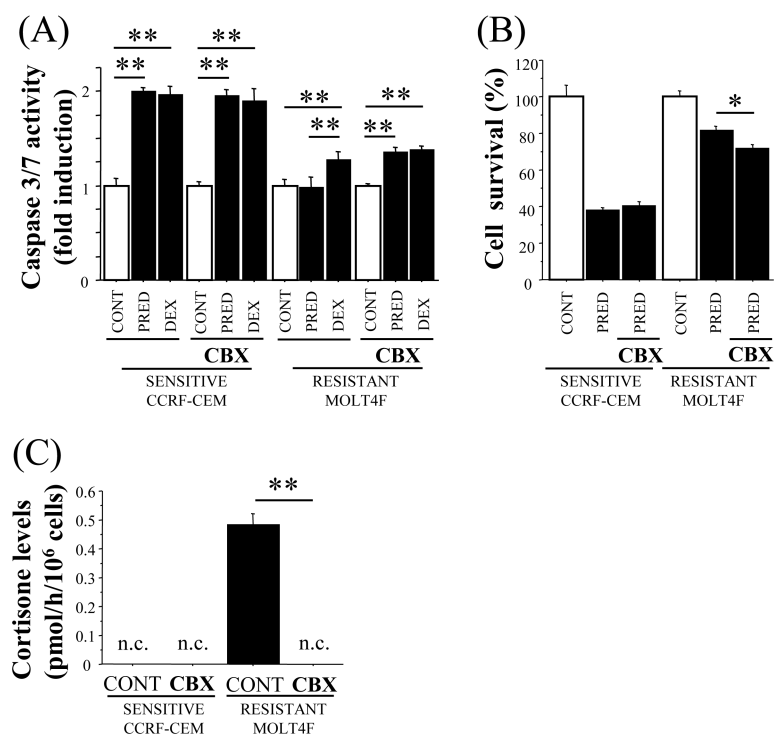 (A)
Caspase 3/7 activity
(fold induction)
2
1
0
** **
** **
** **
** **
CONT PRED DEX CONT PRED DEX CONT PRED DEX CONT PRED DEX
CBX CBX
SENSITIVE
CCRF-CEM
RESISTANT
MOLT4F
(B)
Cell survival (%)
120
100
80
60
40
20
0
*
CONT PRED PRED CONT PRED PRED
CBX CBX
SENSITIVE
CCRF-CEM
RESISTANT
MOLT4F
(C)
Cortisone levels
(pmol/h/10⁶ cells)
0.6
0.5
0.4
0.3
0.2
0.1
0
**
n.c. n.c. n.c.
CONT CBX CONT CBX
SENSITIVE
CCRF-CEM
RESISTANT
MOLT4F